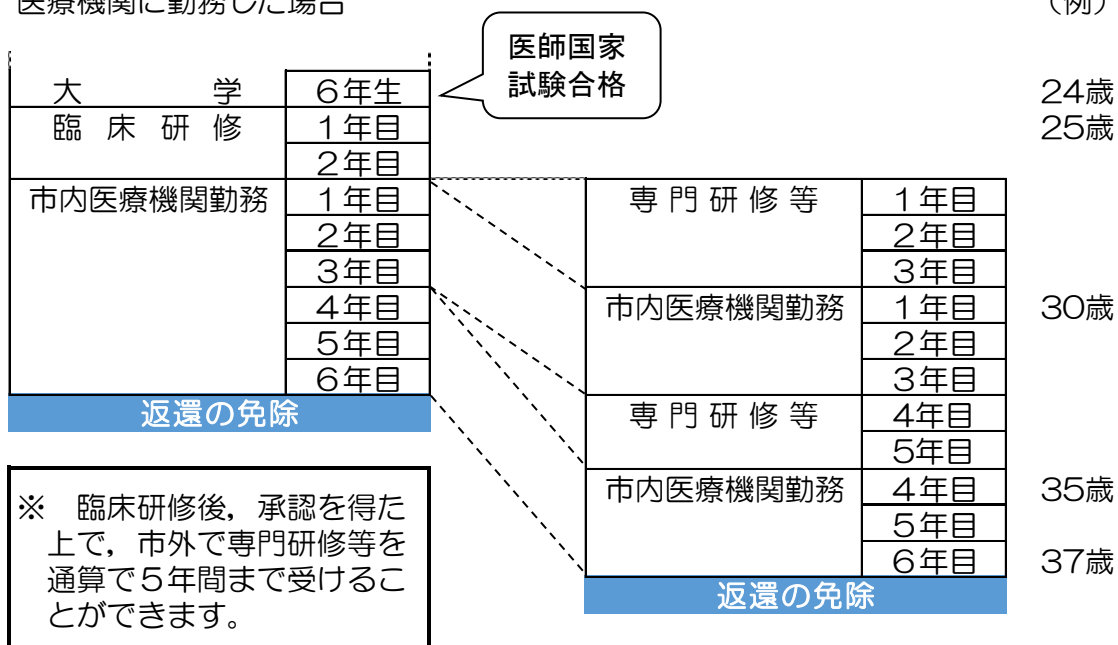 医療機関に勤務した場合 （例）
医師国家
試験合格
大学 ６年生 24歳
臨床研修 １年目 25歳
２年目
市内医療機関勤務 １年目 専門研修等 １年目
２年目 ２年目
３年目 ３年目
４年目 市内医療機関勤務 １年目 30歳
５年目 ２年目
６年目 ３年目
返還の免除 専門研修等 ４年目
５年目
市内医療機関勤務 ４年目 35歳
５年目
６年目 37歳
返還の免除
※ 臨床研修後，承認を得た
上で，市外で専門研修等を
通算で５年間まで受けるこ
とができます。